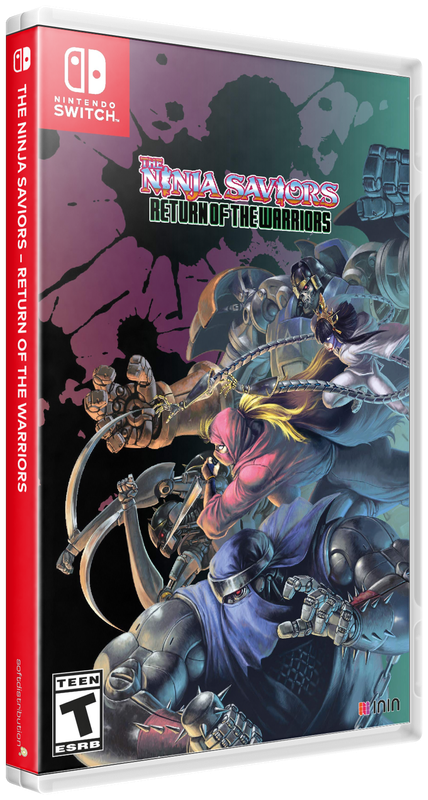 NINTENDO
SWITCH™
THE
NINJA SAVIORS
RETURN OF THE WARRIORS
THE NINJA SAVIORS – RETURN OF THE WARRIORS
softdistribution
TEEN
T
ESRB
ININ